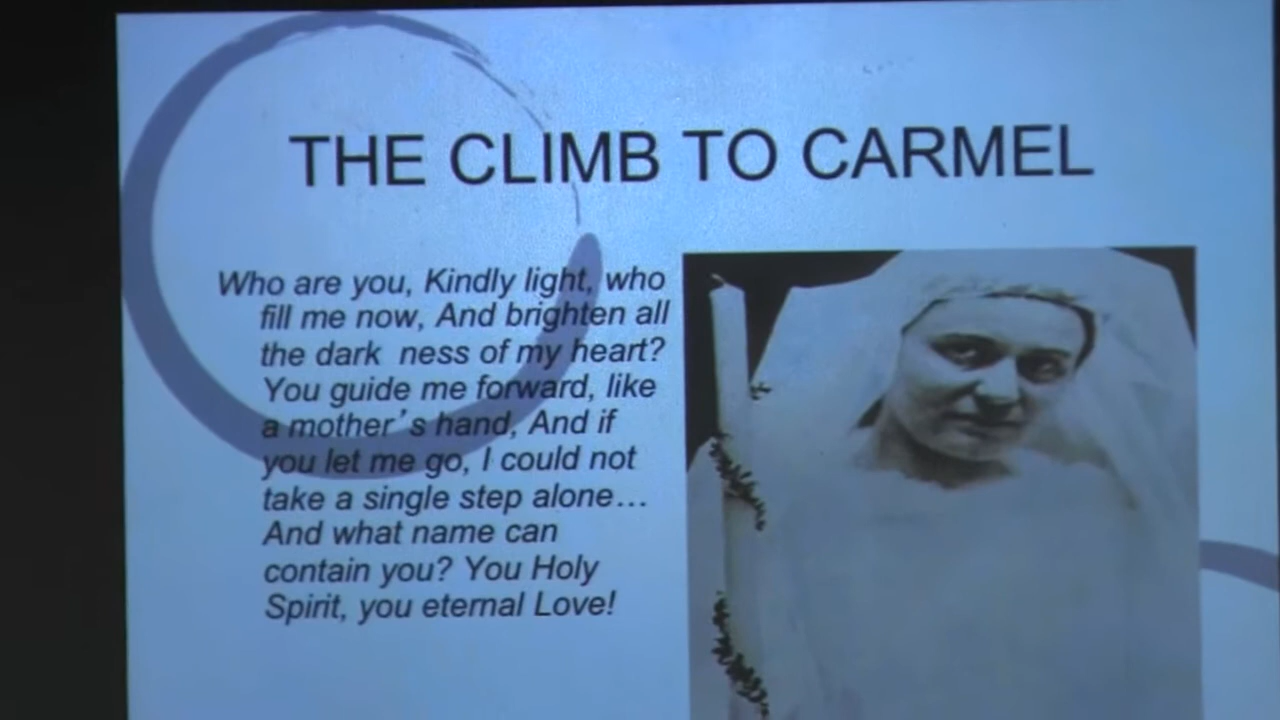 THE CLIMB TO CARMEL
Who are you, Kindly light, who
fill me now, And brighten all
the dark ness of my heart?
You guide me forward, like
a mother's hand, And if
you let me go, I could not
take a single step alone…
And what name can
contain you? You Holy
Spirit, you eternal Love!